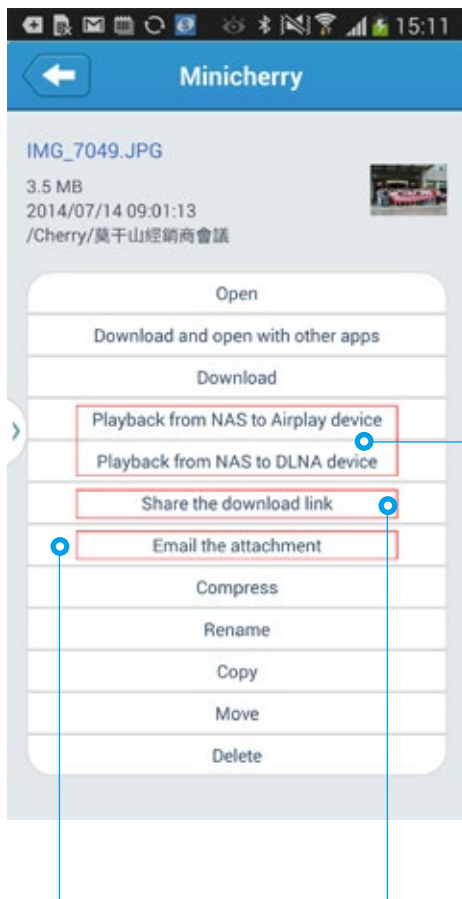 15:11
Minicherry
IMG_7049.JPG
3.5 MB
2014/07/14 09:01:13
/Cherry/莫干山經銷商會議
Open
Download and open with other apps
Download
Playback from NAS to Airplay device
Playback from NAS to DLNA device
Share the download link
Email the attachment
Compress
Rename
Copy
Move
Delete